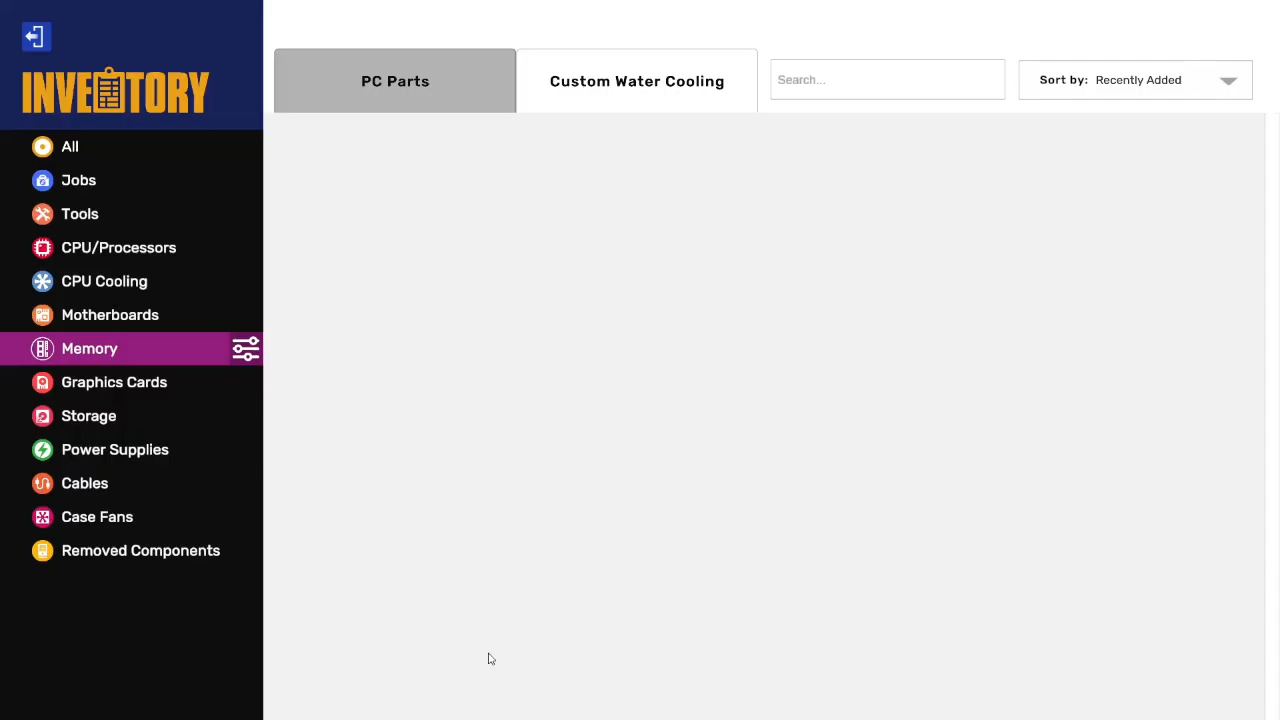 INVENTORY
PC Parts
Custom Water Cooling
Search...
Sort by: Recently Added
All
Jobs
Tools
CPU/Processors
CPU Cooling
Motherboards
Memory
Graphics Cards
Storage
Power Supplies
Cables
Case Fans
Removed Components